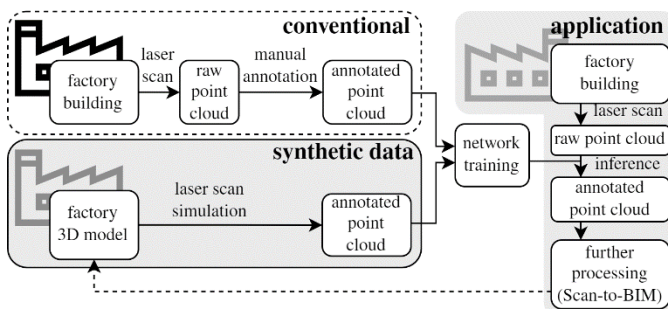 conventional
factory
building
laser
scan
raw
point
cloud
manual
annotation
annotated
point
cloud
synthetic data
factory
3D model
laser scan
simulation
annotated
point
cloud
network
training
application
factory
building
laser scan
raw point cloud
inference
annotated
point cloud
further
processing
(Scan-to-BIM)